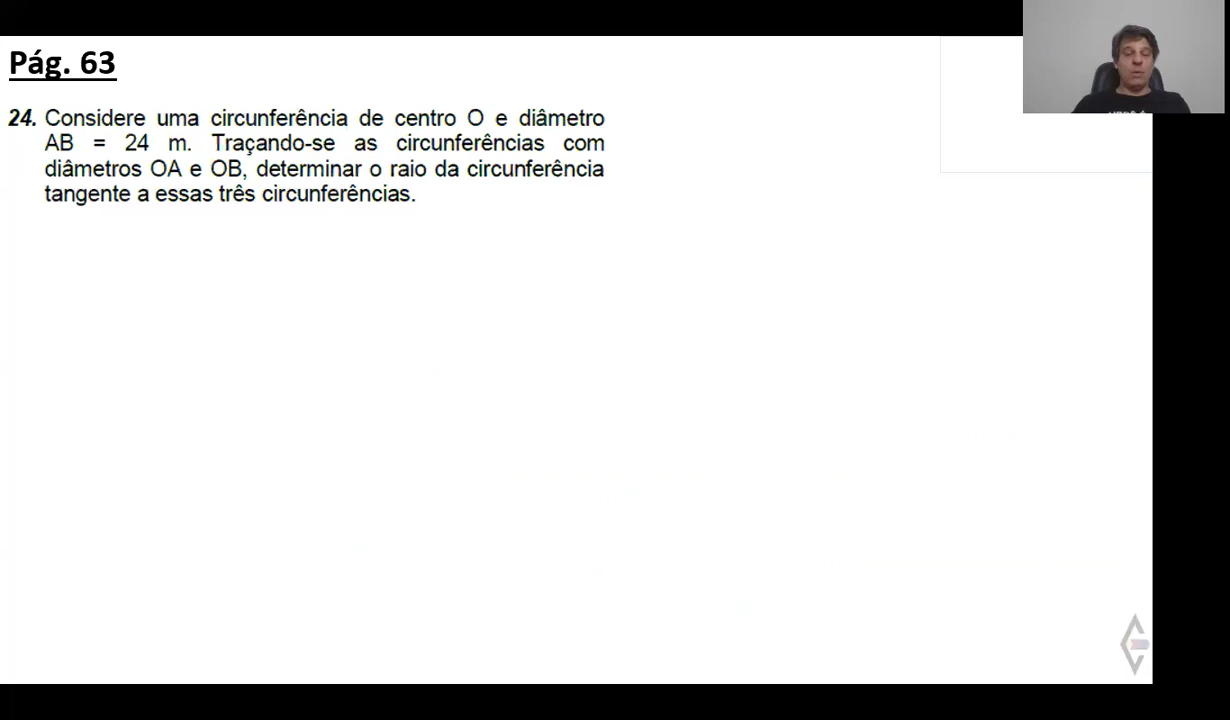 Pág. 63
24. Considere uma circunferência de centro O e diâmetro
AB = 24 m. Traçando-se as circunferências com
diâmetros OA e OB, determinar o raio da circunferência
tangente a essas três circunferências.